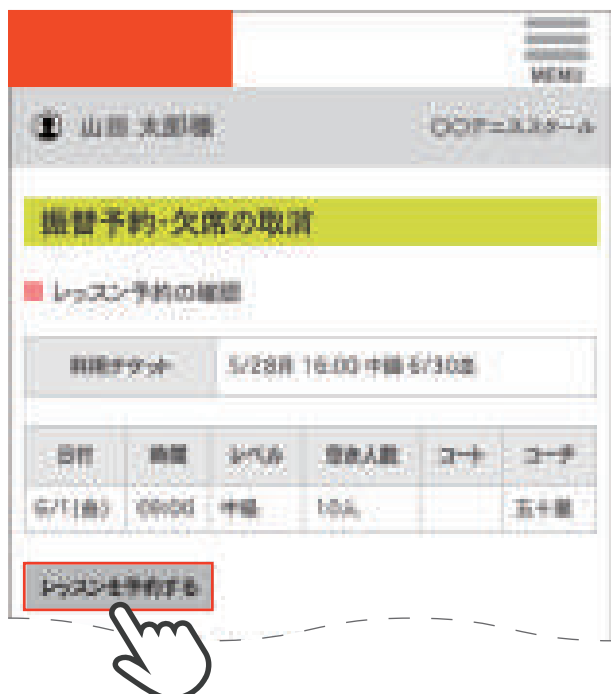 MENU
山田 太郎様 〇〇テニススクール
振替予約・欠席の取消
レッスン予約の確認
利用チケット 5/28月 16:00 中級 6/30迄
日付 時間 レベル 空き人数 コート コーチ
6/1(金) 09:00 中級 10人 五十嵐
レッスンを予約する